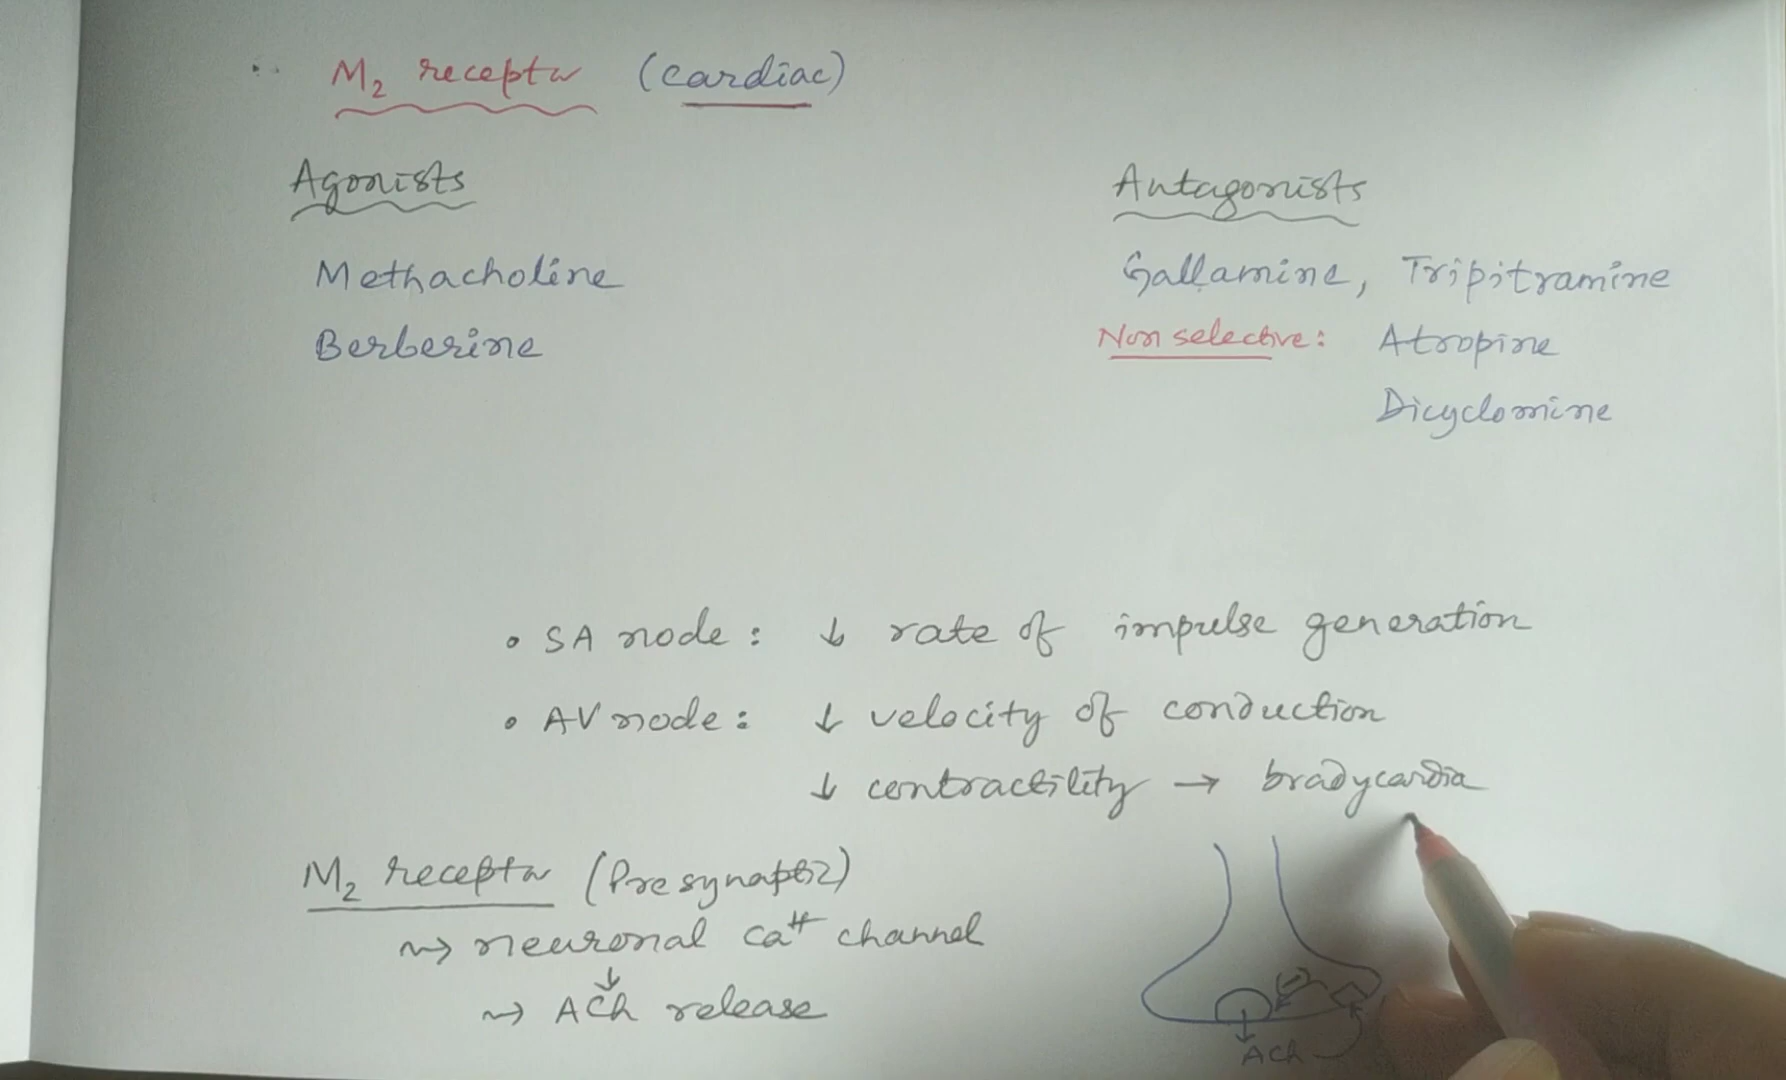 M2 receptor (cardiac)
Agonists
Antagonists
Methacholine
Gallamine, Tripitramine
Berberine
Non selective: Atropine
Dicyclomine
• SA node: ↓ rate of impulse generation
• AV node: ↓ velocity of conduction
↓ contractility → bradycardia
M2 receptor (Presynaptic)
⇝ neuronal Ca++ channel
↓
⇝ ACh release
(-)
↓
ACh